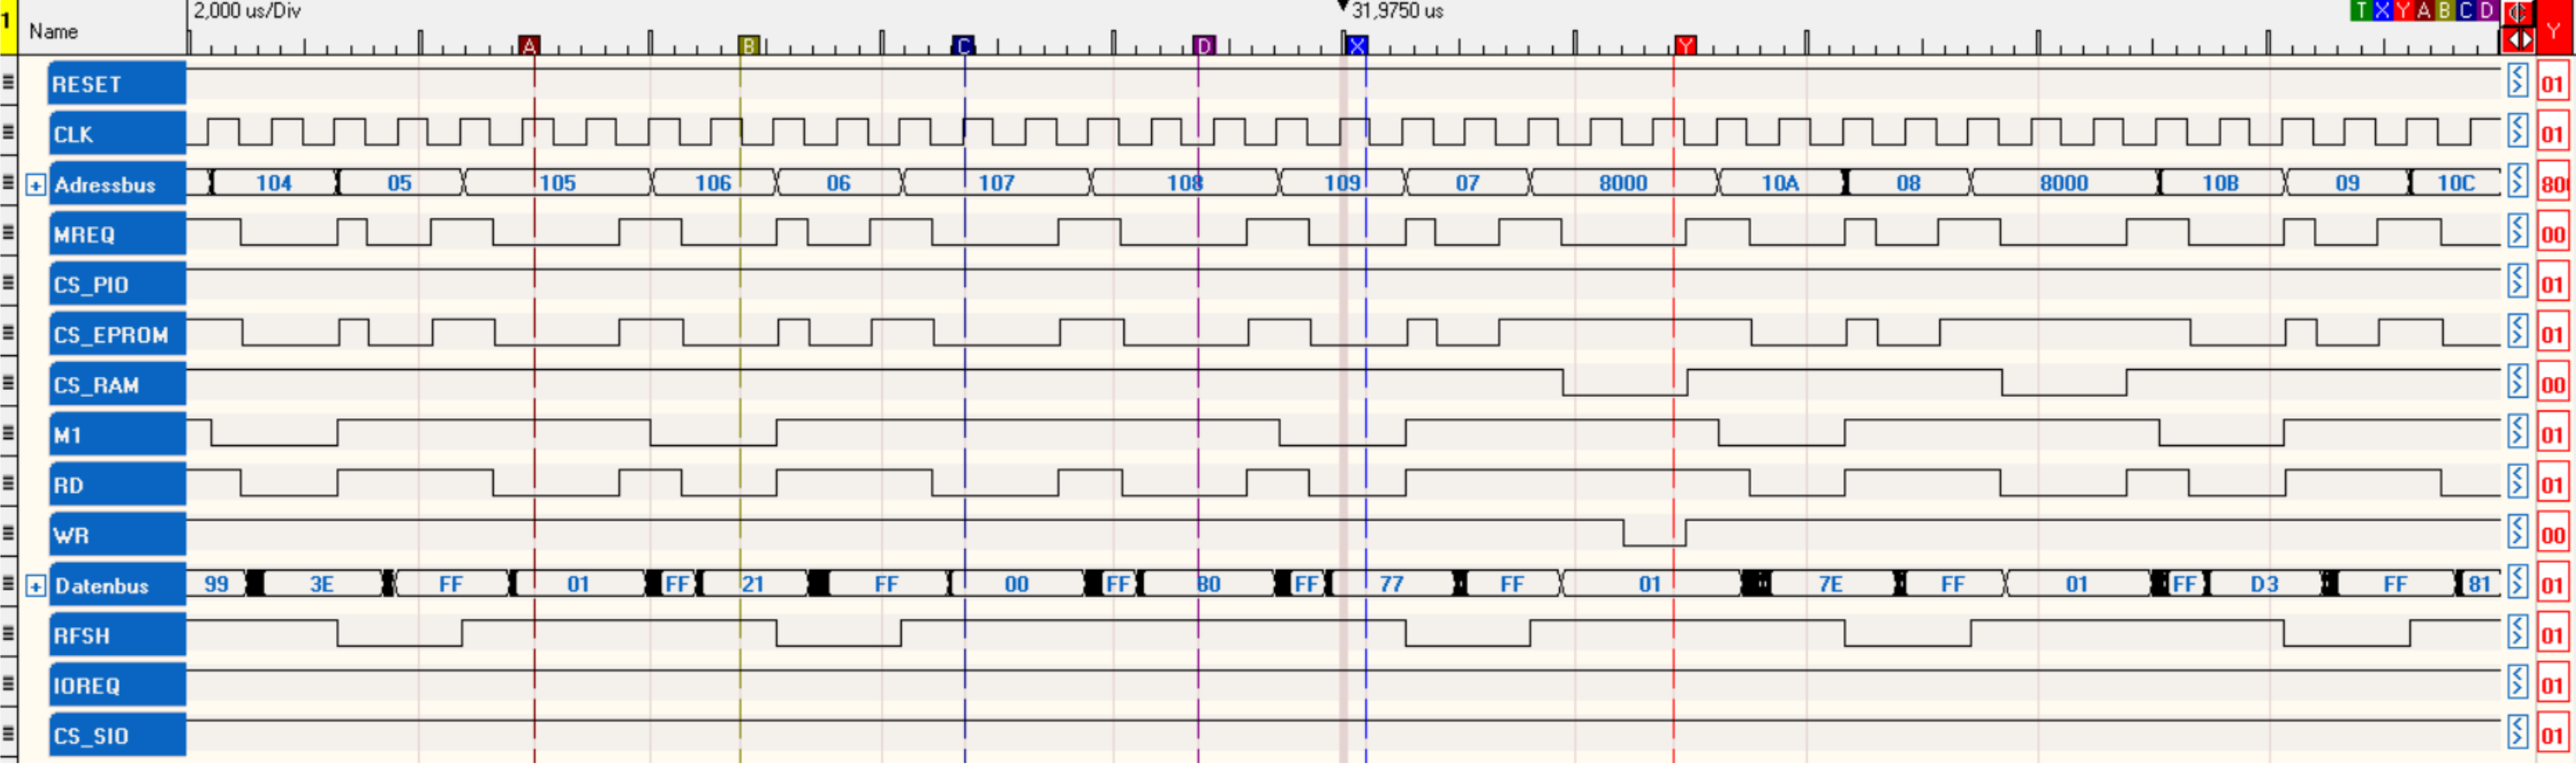 1 Name 2,000 us/Div 31,9750 us T X Y A B C D Y
A B C D X Y
RESET 01
CLK 01
Adressbus 104 05 105 106 06 107 108 109 07 8000 10A 08 8000 10B 09 10C 80
MREQ 00
CS_PIO 01
CS_EPROM 01
CS_RAM 00
M1 01
RD 01
WR 00
Datenbus 99 3E FF 01 FF 21 FF 00 FF 80 FF 77 FF 01 7E FF 01 FF D3 FF 81 01
RFSH 01
IOREQ 01
CS_SIO 01